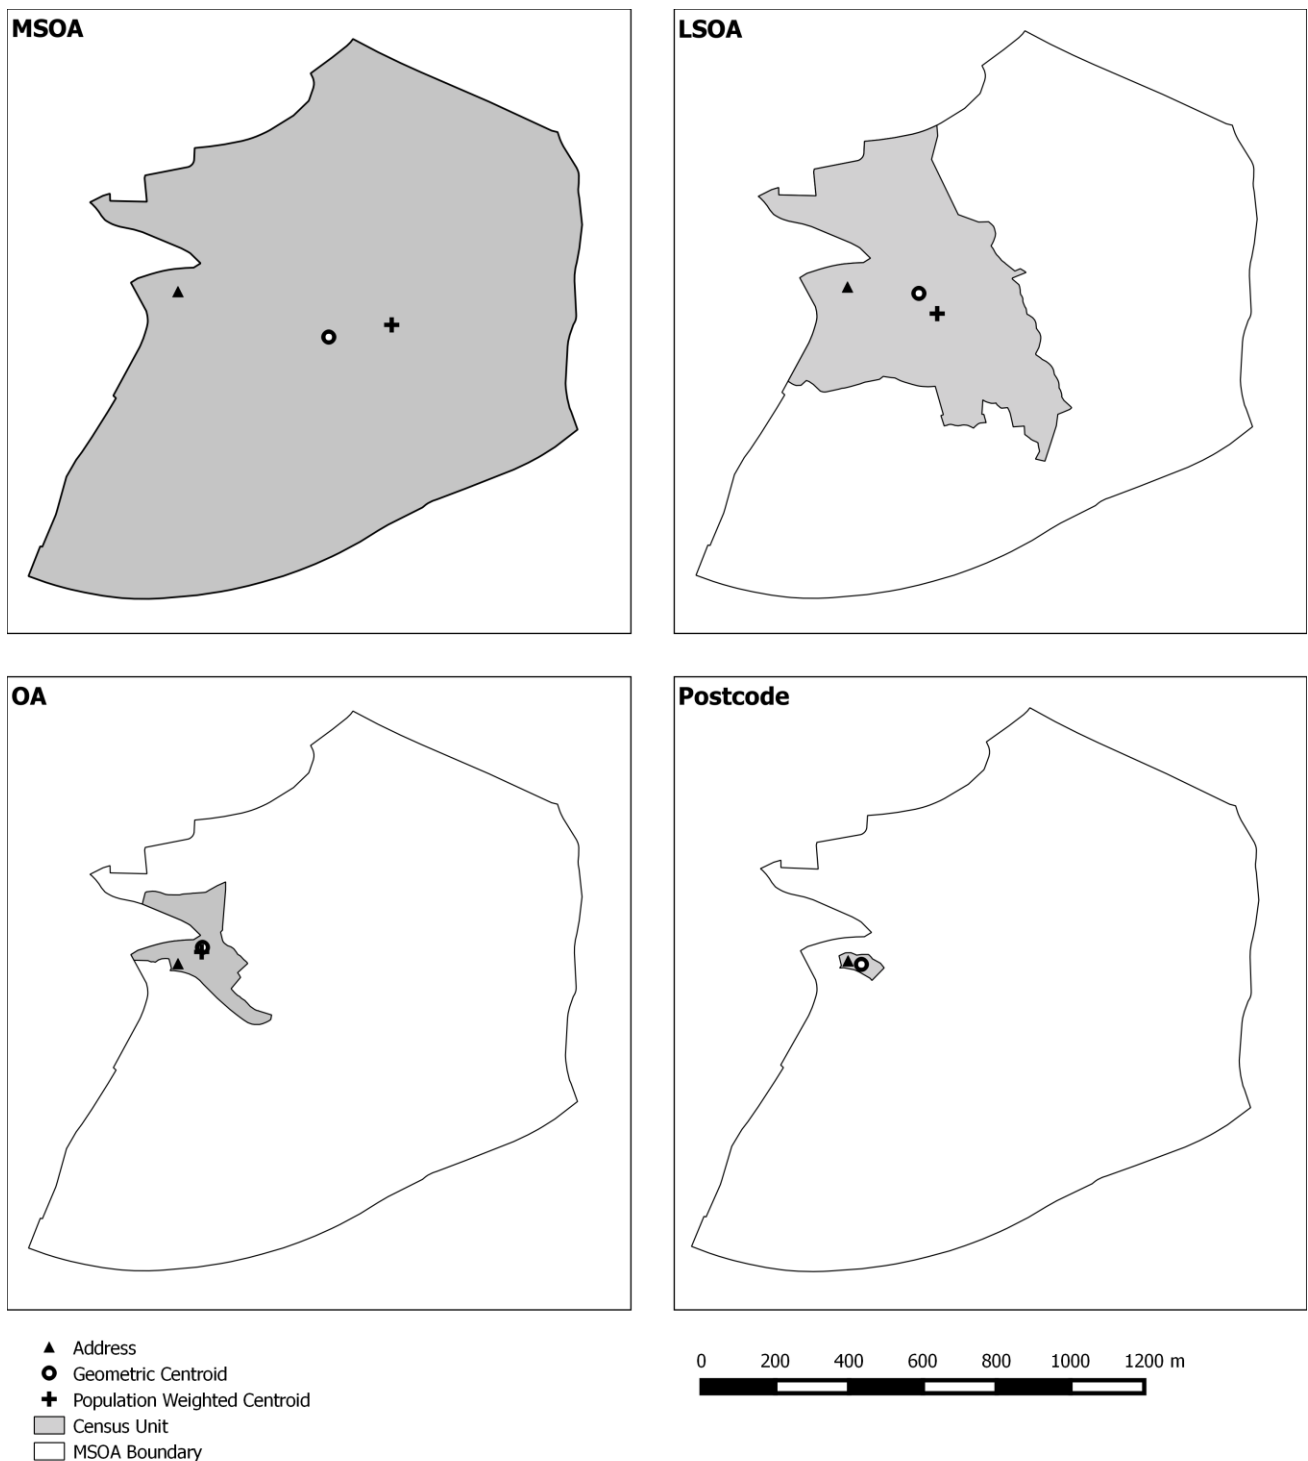 MSOA
LSOA
OA
Postcode
Address
Geometric Centroid
Population Weighted Centroid
Census Unit
MSOA Boundary
0 200 400 600 800 1000 1200 m